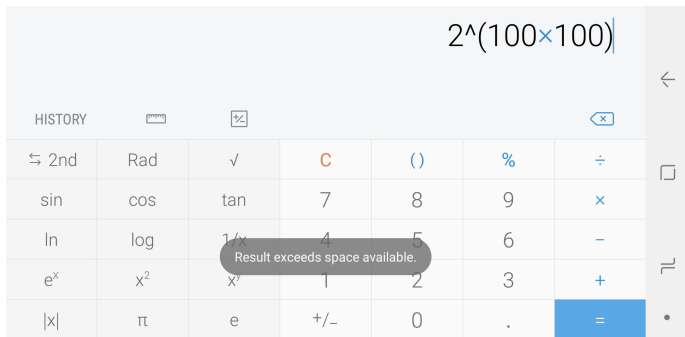 2^(100×100)
HISTORY
⇆ 2nd Rad √ C () % ÷
sin cos tan 7 8 9 ×
ln log 1/x 4 5 6 −
Result exceeds space available.
eˣ x² xʸ 1 2 3 +
|x| π e +/− 0 . =